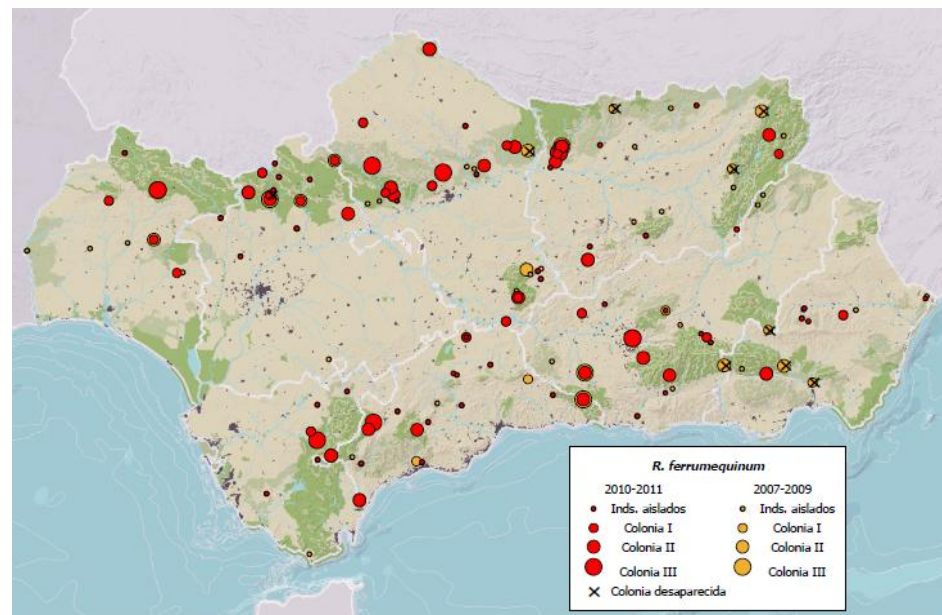 R. ferrumequinum
2010-2011 2007-2009
Inds. aislados Inds. aislados
Colonia I Colonia I
Colonia II Colonia II
Colonia III Colonia III
Colonia desaparecida